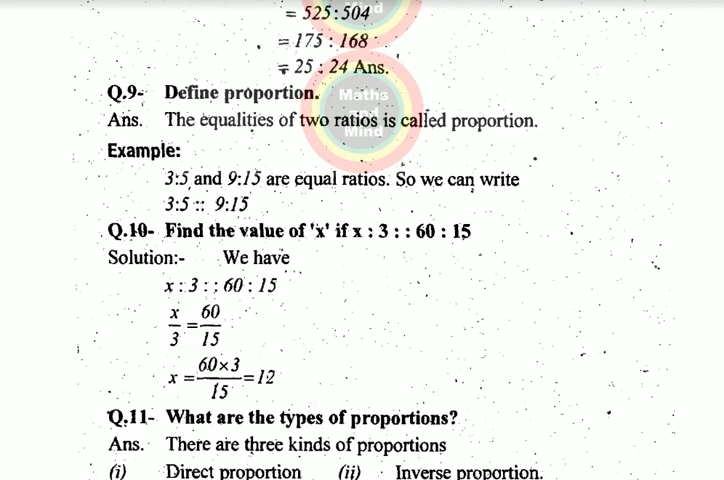 = 525:504
= 175 : 168
= 25 : 24 Ans.
Q.9- Define proportion.
Ans. The equalities of two ratios is called proportion.
Example:
3:5 and 9:15 are equal ratios. So we can write
3:5 :: 9:15
Q.10- Find the value of 'x' if x : 3 : : 60 : 15
Solution:- We have
x : 3 : : 60 : 15
x/3 = 60/15
x = 60×3/15 = 12
Q.11- What are the types of proportions?
Ans. There are three kinds of proportions
(i) Direct proportion (ii) Inverse proportion.
Maths
and
Mind